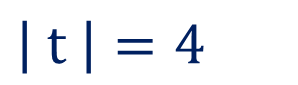 | t | = 4